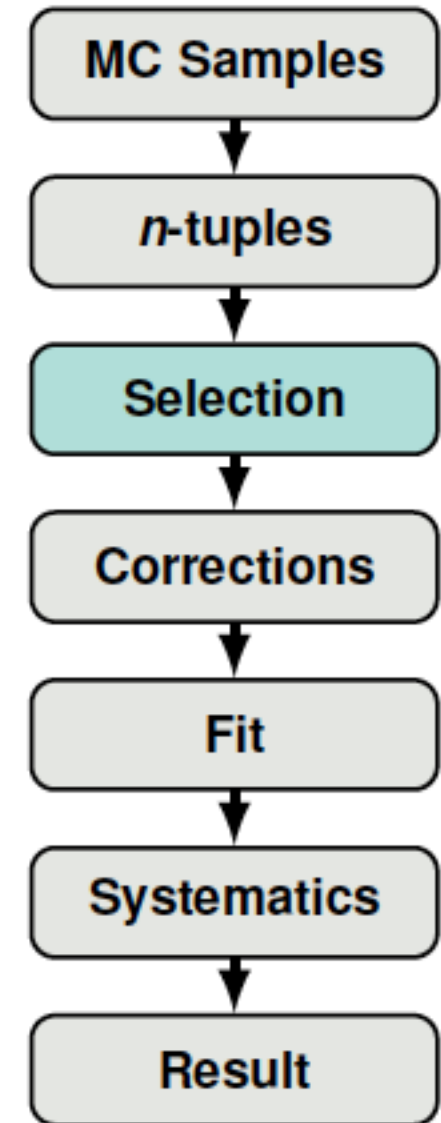 MC Samples
n-tuples
Selection
Corrections
Fit
Systematics
Result